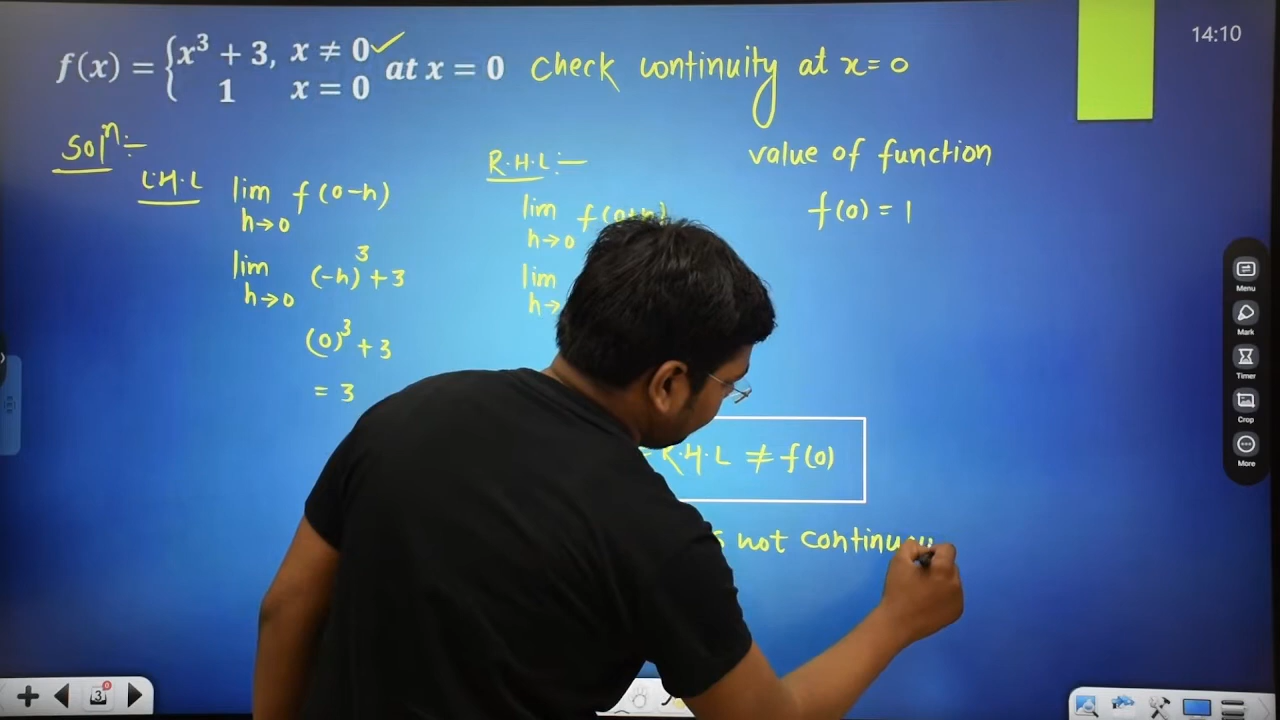 f(x) = { x³ + 3, x ≠ 0 ✓
1 x = 0
at x = 0 check continuity at x = 0
14:10
Solⁿ :-
L.H.L lim h→0 f(0-h)
lim h→0 (-h)³ + 3
(0)³ + 3
= 3
R.H.L :-
lim h→0
lim
value of function
f(0) = 1
R.H.L ≠ f(0)
not
Menu
Mark
Timer
Crop
More
3